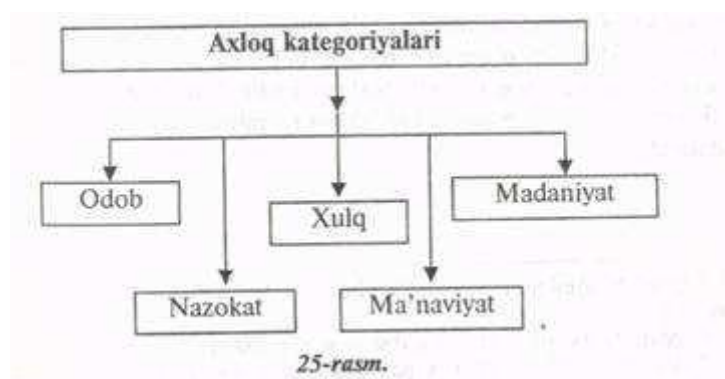 Axloq kategoriyalari
Odob
Xulq
Madaniyat
Nazokat
Ma'naviyat
25-rasm.